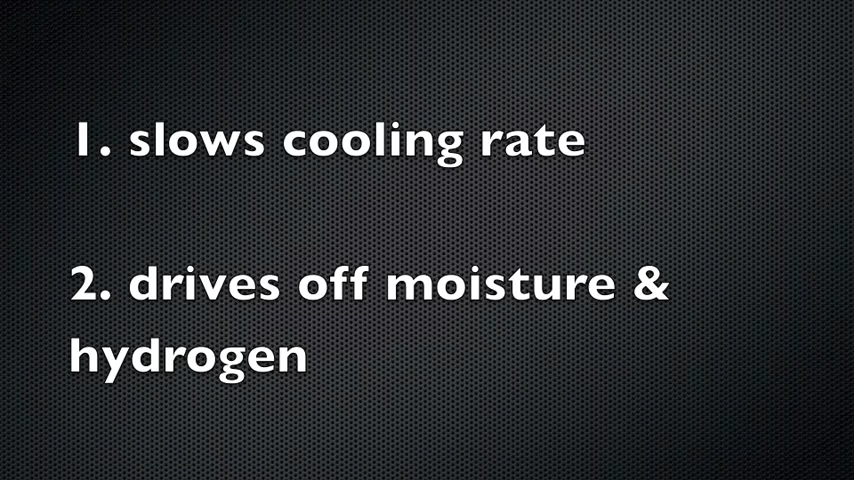 1. slows cooling rate
2. drives off moisture &
hydrogen